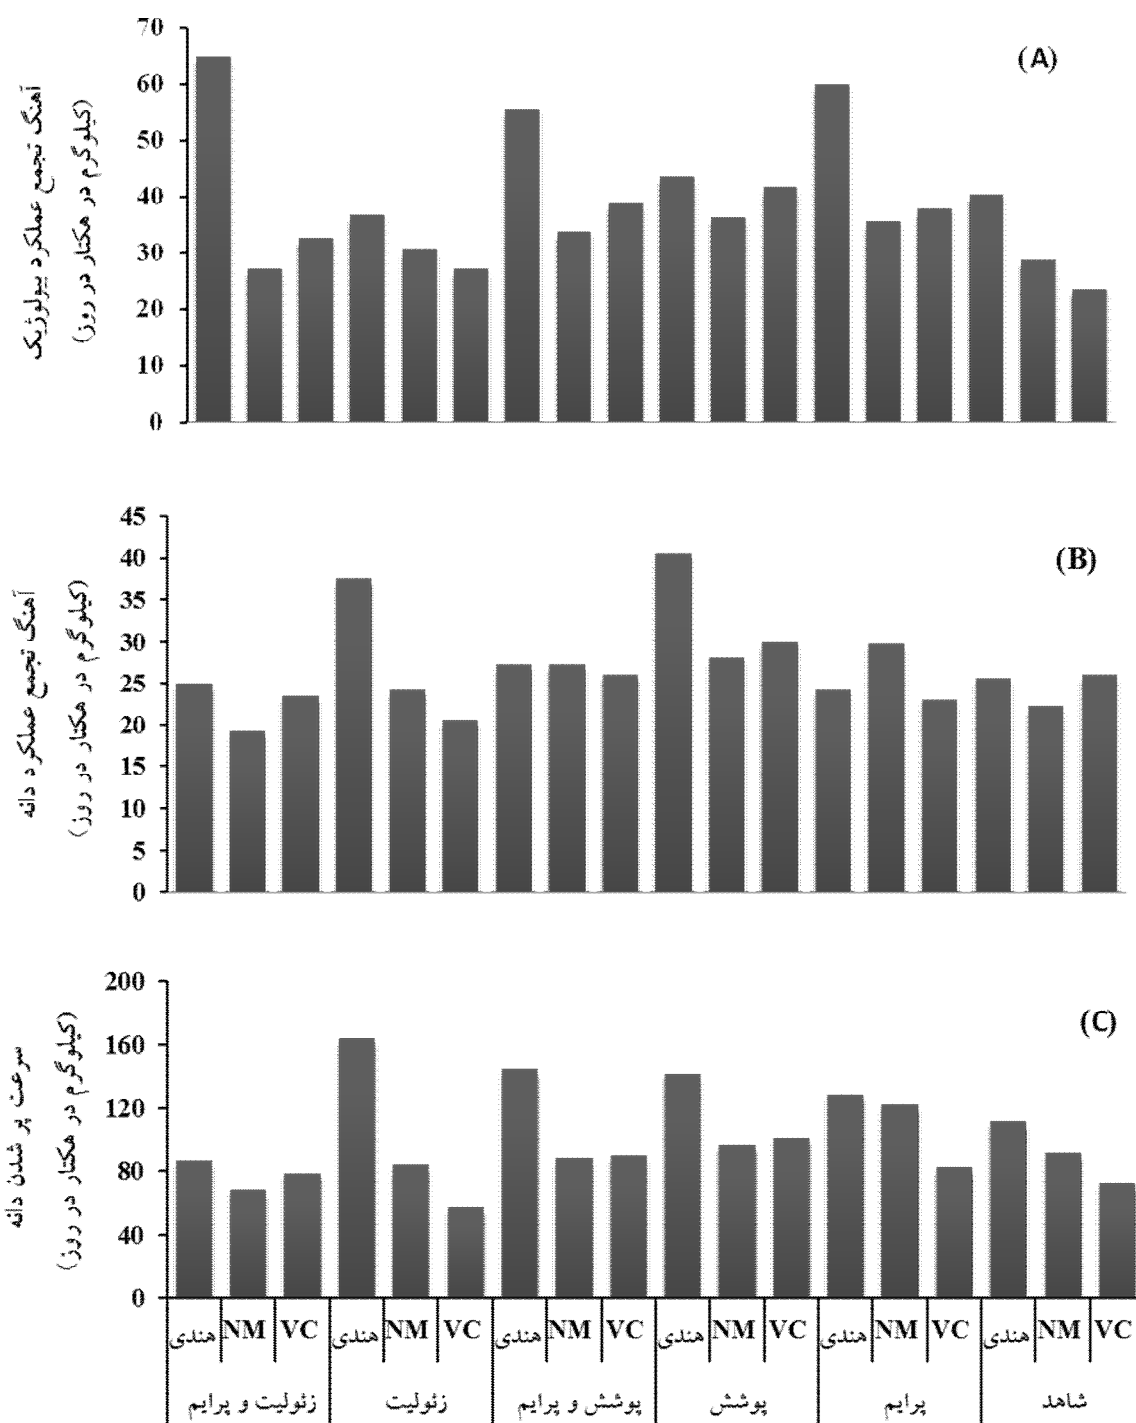 (A)
آهنگ تجمع عملکرد بیولوژیک
(کیلوگرم در هکتار در روز)
70
60
50
40
30
20
10
0
(B)
آهنگ تجمع عملکرد دانه
(کیلوگرم در هکتار در روز)
45
40
35
30
25
20
15
10
5
0
(C)
سرعت پر شدن دانه
(کیلوگرم در هکتار در روز)
200
160
120
80
40
0
هندی NM VC هندی NM VC هندی NM VC هندی NM VC هندی NM VC هندی NM VC
زئولیت و پرایم زئولیت پوشش و پرایم پوشش پرایم شاهد